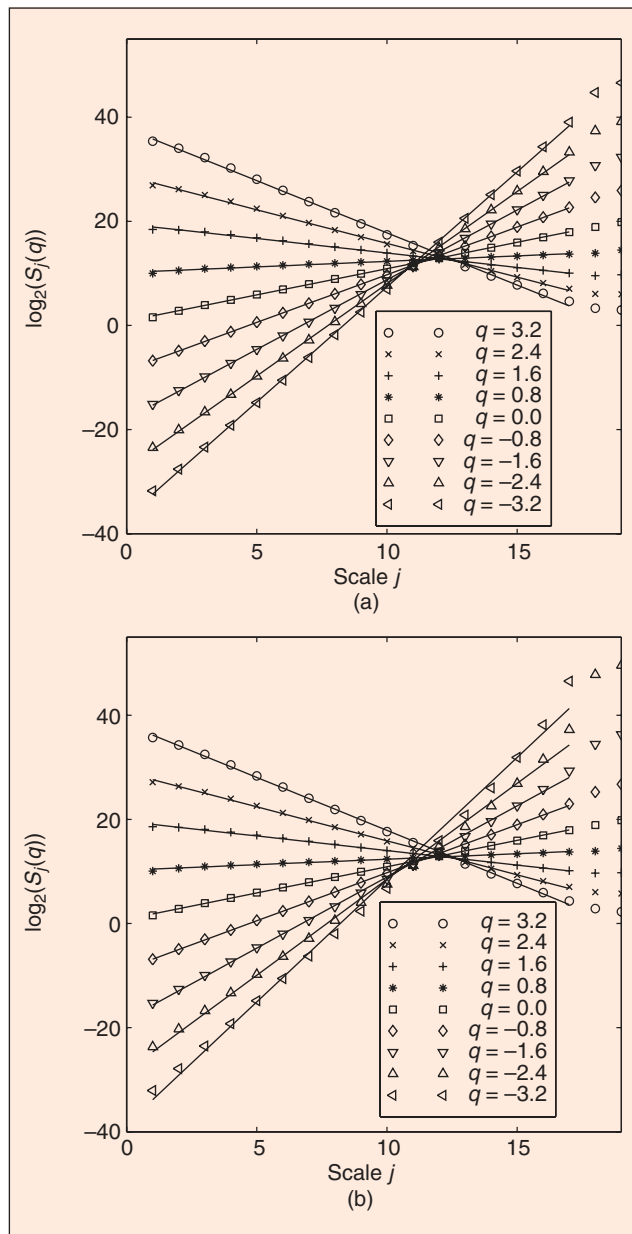 40
20
0
−20
−40
log2(Sj(q))
0
5
10
15
Scale j
(a)
q = 3.2
q = 2.4
q = 1.6
q = 0.8
q = 0.0
q = −0.8
q = −1.6
q = −2.4
q = −3.2
40
20
0
−20
−40
log2(Sj(q))
0
5
10
15
Scale j
(b)
q = 3.2
q = 2.4
q = 1.6
q = 0.8
q = 0.0
q = −0.8
q = −1.6
q = −2.4
q = −3.2